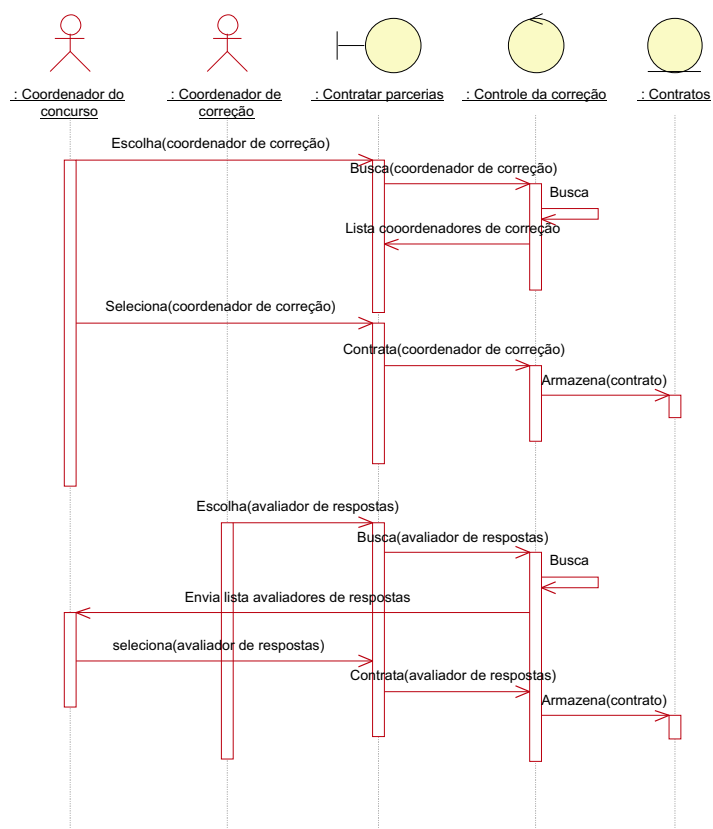 : Coordenador do
concurso
: Coordenador de
correção
: Contratar parcerias
: Controle da correção
: Contratos
Escolha(coordenador de correção)
Busca(coordenador de correção)
Busca
Lista cooordenadores de correção
Seleciona(coordenador de correção)
Contrata(coordenador de correção)
Armazena(contrato)
Escolha(avaliador de respostas)
Busca(avaliador de respostas)
Busca
Envia lista avaliadores de respostas
seleciona(avaliador de respostas)
Contrata(avaliador de respostas)
Armazena(contrato)